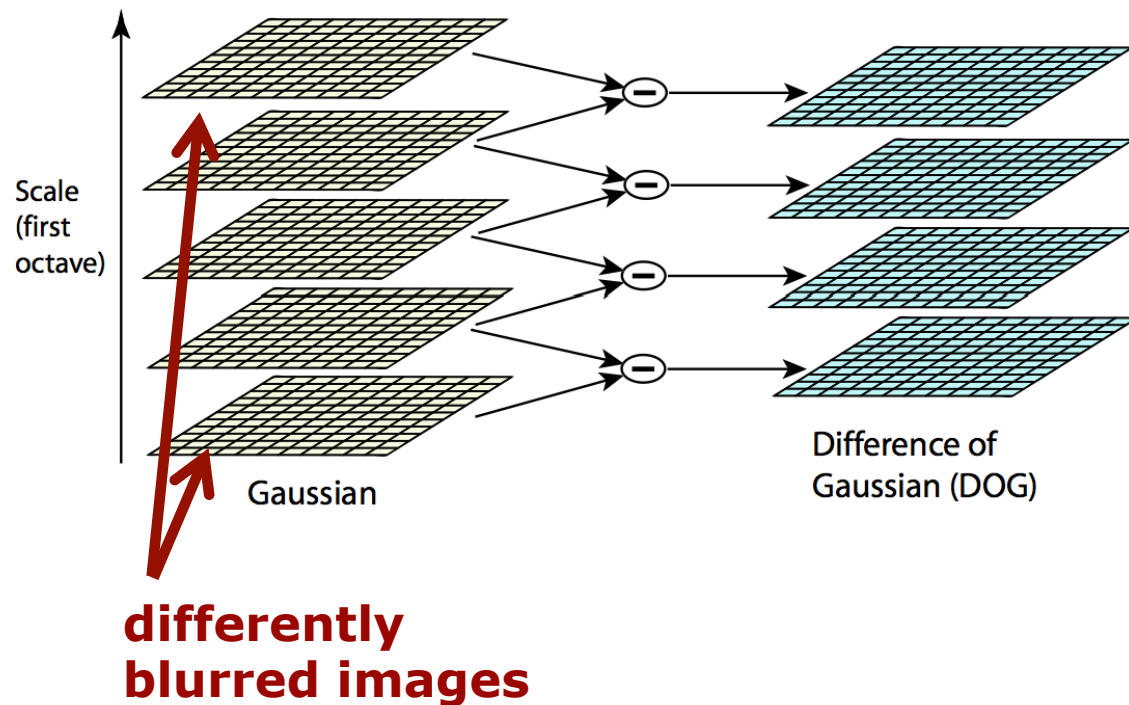 Scale
(first
octave)
Gaussian
Difference of
Gaussian (DOG)
differently
blurred images